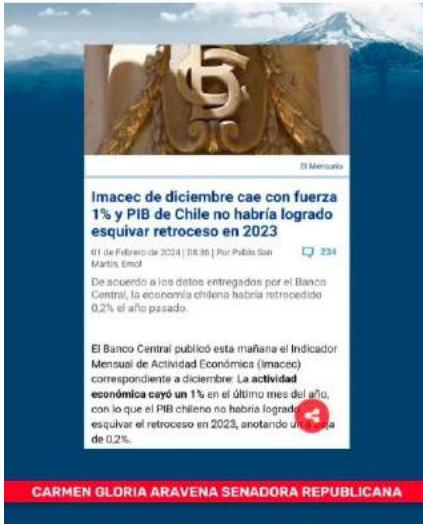 El Mercurio
Imacec de diciembre cae con fuerza
1% y PIB de Chile no habría logrado
esquivar retroceso en 2023
01 de Febrero de 2024 | 08:36 | Por Pablo San
Martín, Emol
234
De acuerdo a los datos entregados por el Banco
Central, la economía chilena habría retrocedido
0,2% el año pasado.
El Banco Central publicó esta mañana el Indicador
Mensual de Actividad Económica (Imacec)
correspondiente a diciembre: La actividad
económica cayó un 1% en el último mes del año,
con lo que el PIB chileno no habría logrado
esquivar el retroceso en 2023, anotando
de 0,2%.
CARMEN GLORIA ARAVENA SENADORA REPUBLICANA